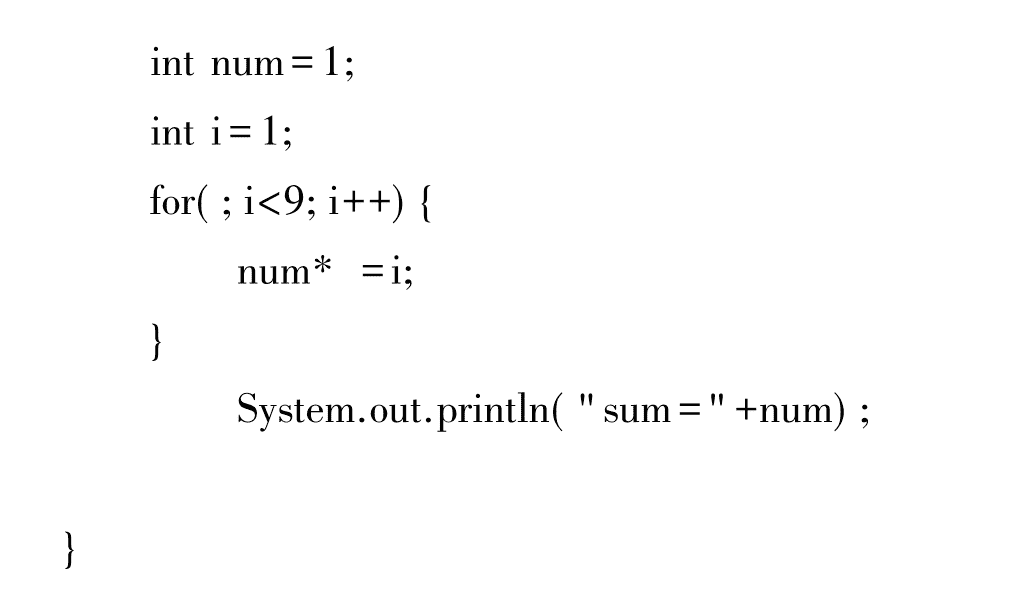 int num=1;
int i=1;
for( ; i<9; i++) {
num* =i;
}
System.out.println( "sum="+num) ;
}